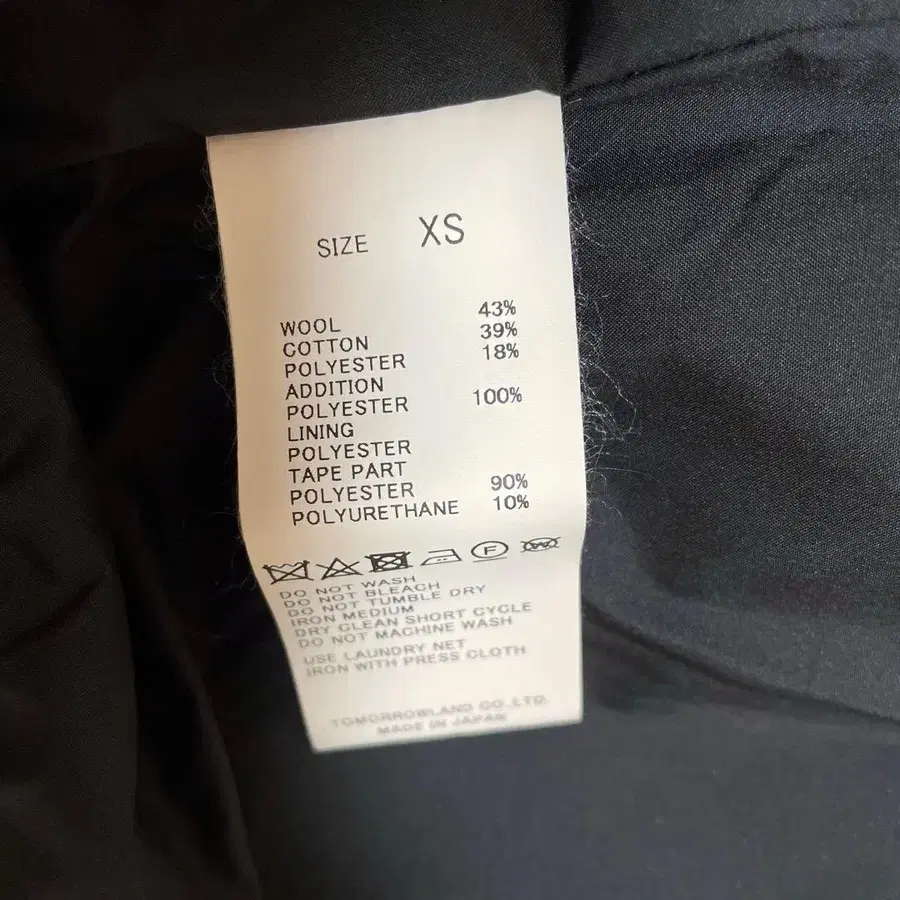 SIZE XS
WOOL 43%
COTTON 39%
POLYESTER 18%
ADDITION
POLYESTER 100%
LINING
POLYESTER
TAPE PART
POLYESTER 90%
POLYURETHANE 10%
F
W
DO NOT WASH
DO NOT BLEACH
DO NOT TUMBLE DRY
IRON MEDIUM
DRY CLEAN SHORT CYCLE
DO NOT MACHINE WASH
USE LAUNDRY NET
IRON WITH PRESS CLOTH
TOMORROWLAND CO.,LTD.
MADE IN JAPAN